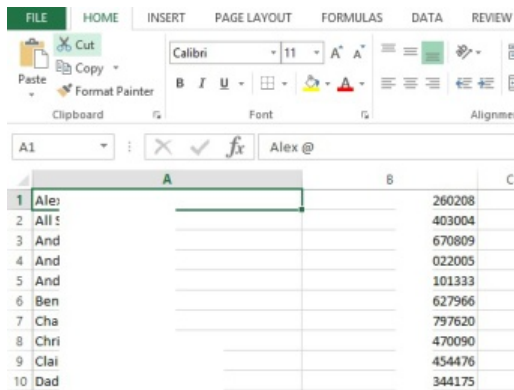 FILE HOME INSERT PAGE LAYOUT FORMULAS DATA REVIEW
Cut
Copy
Format Painter
Paste
Calibri 11 A A
B I U A
Clipboard Font Alignme
A1 fx Alex @
A B C
1 Alex 260208
2 All S 403004
3 And 670809
4 And 022005
5 And 101333
6 Ben 627966
7 Cha 797620
8 Chri 470090
9 Clai 454476
10 Dad 344175